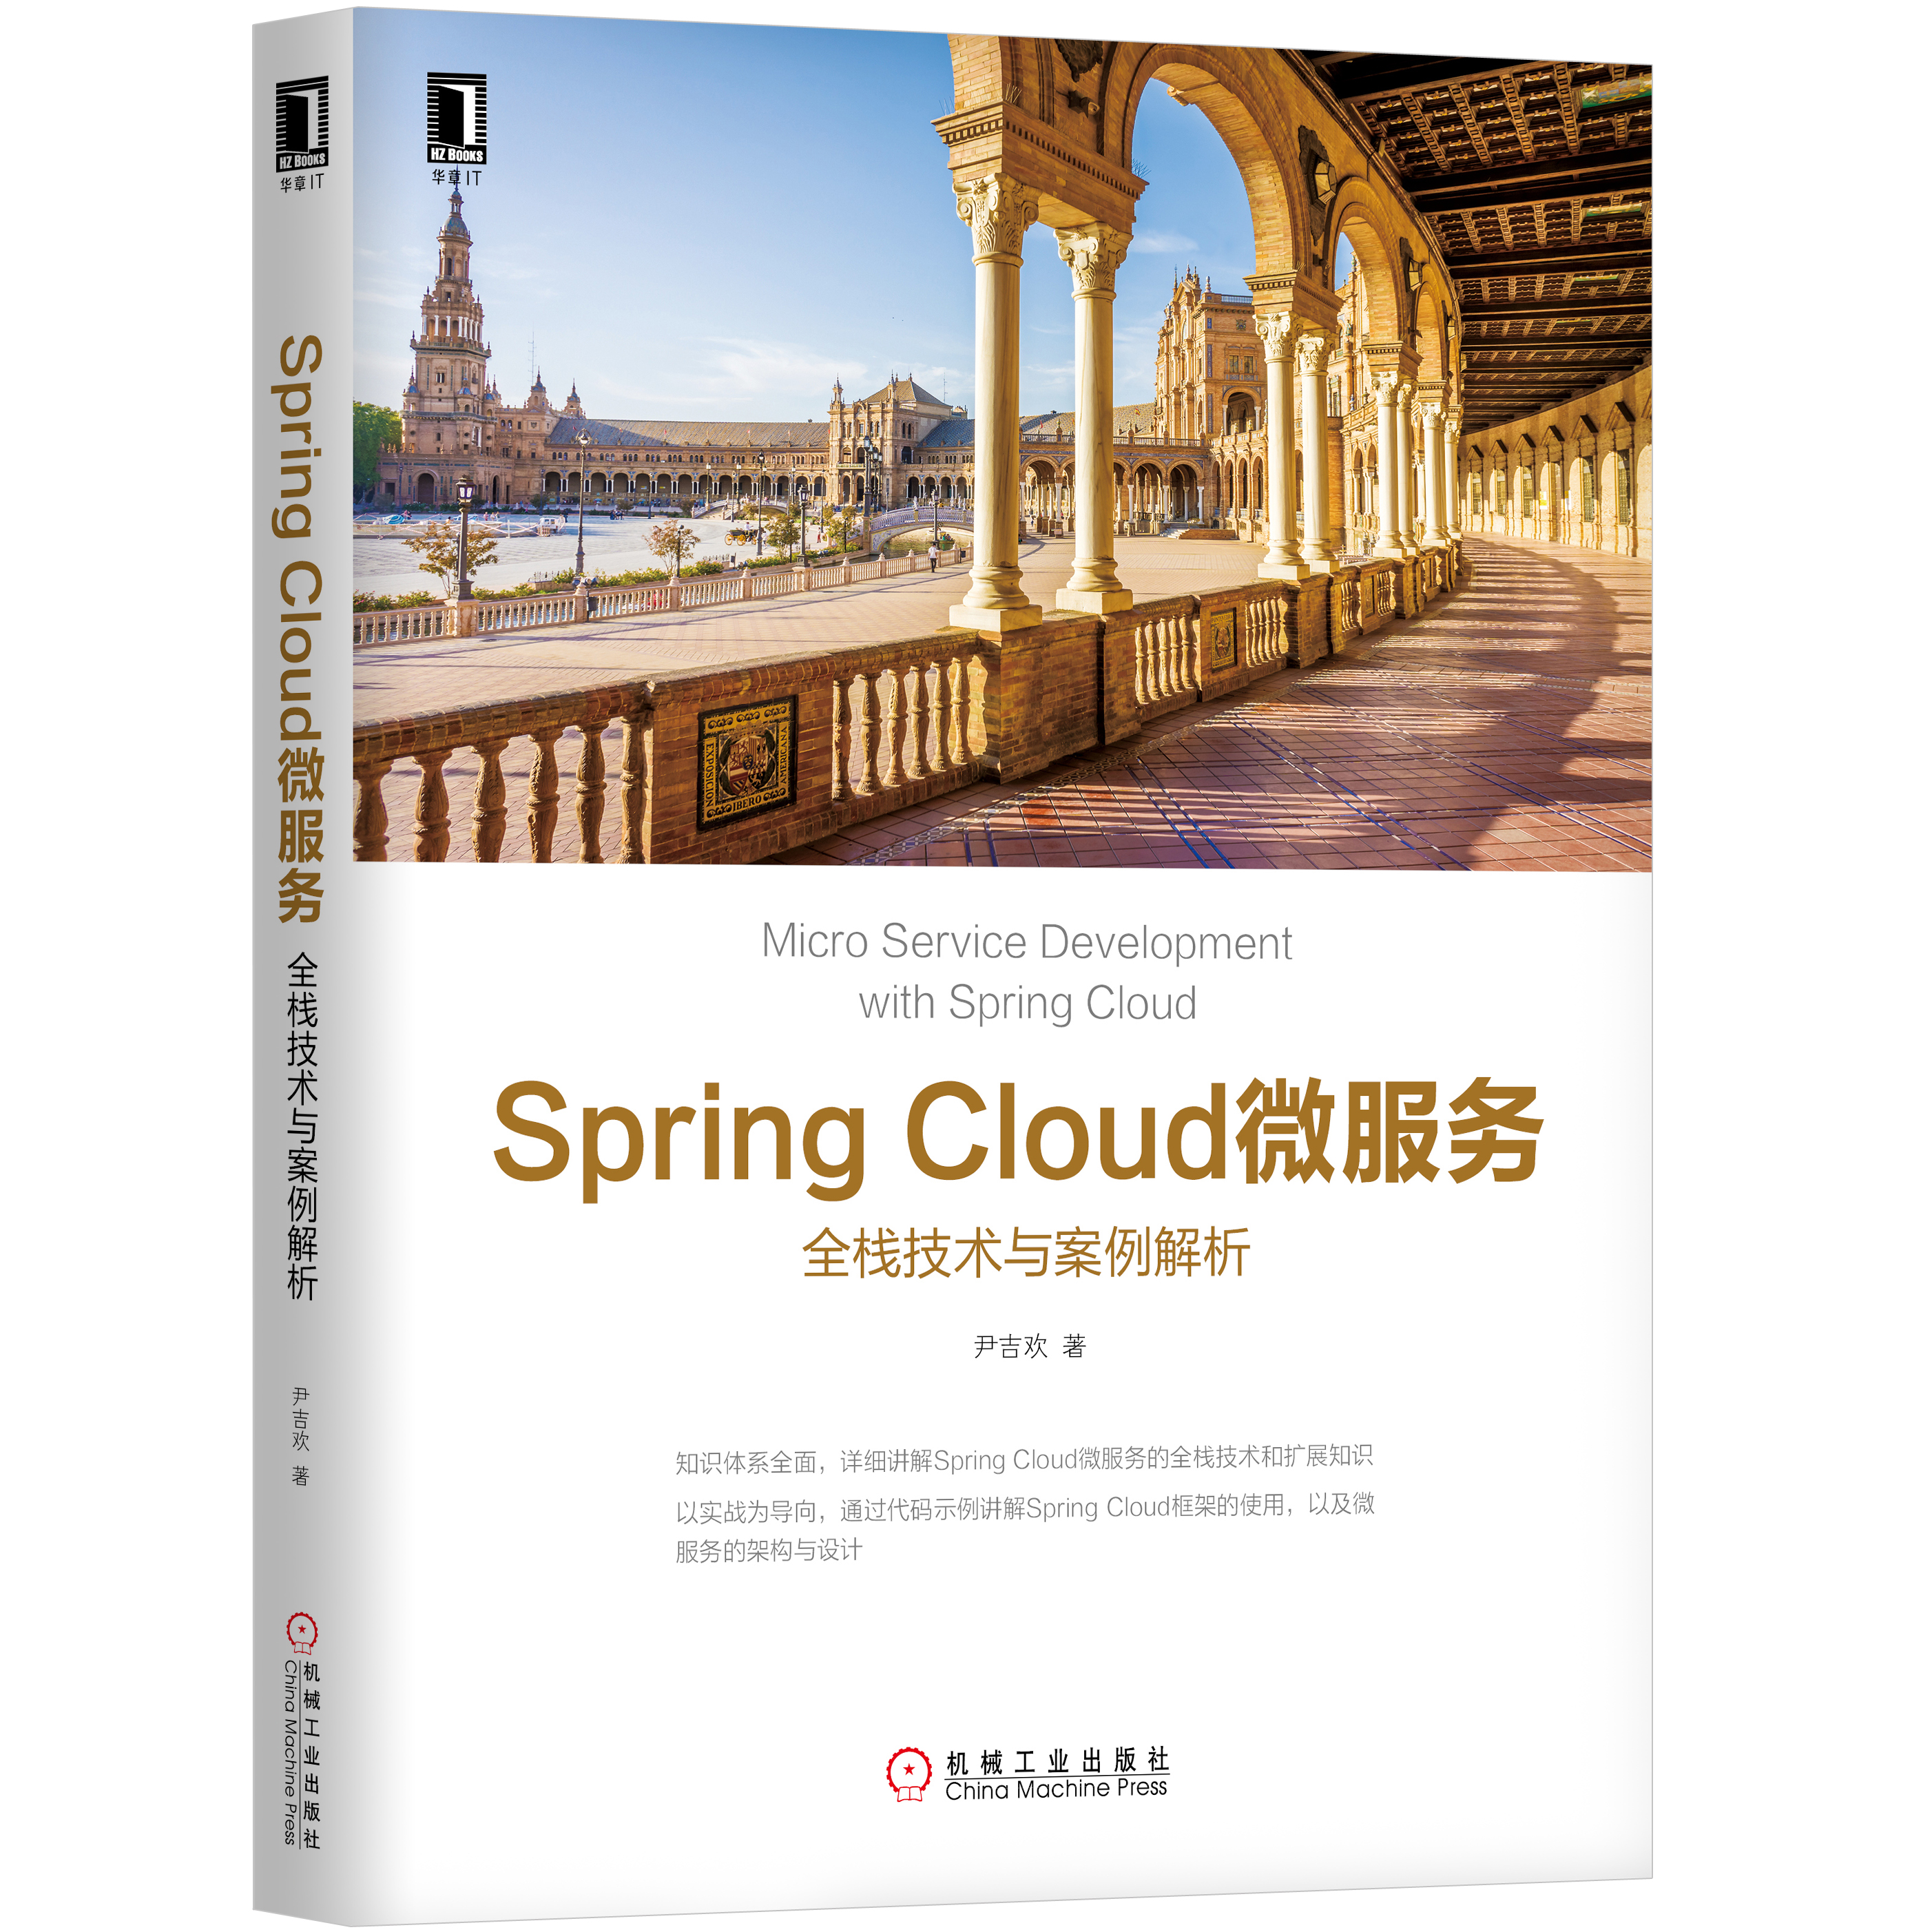 HZ BOOKS
华章IT
Spring Cloud微服务
全栈技术与案例解析
尹吉欢 著
机械工业出版社
China Machine Press
HZ BOOKS
华章IT
EXPOSICION
IBERO
AMERICANA
Micro Service Development
with Spring Cloud
Spring Cloud微服务
全栈技术与案例解析
尹吉欢 著
知识体系全面，详细讲解Spring Cloud微服务的全栈技术和扩展知识
以实战为导向，通过代码示例讲解Spring Cloud框架的使用，以及微
服务的架构与设计
机械工业出版社
China Machine Press